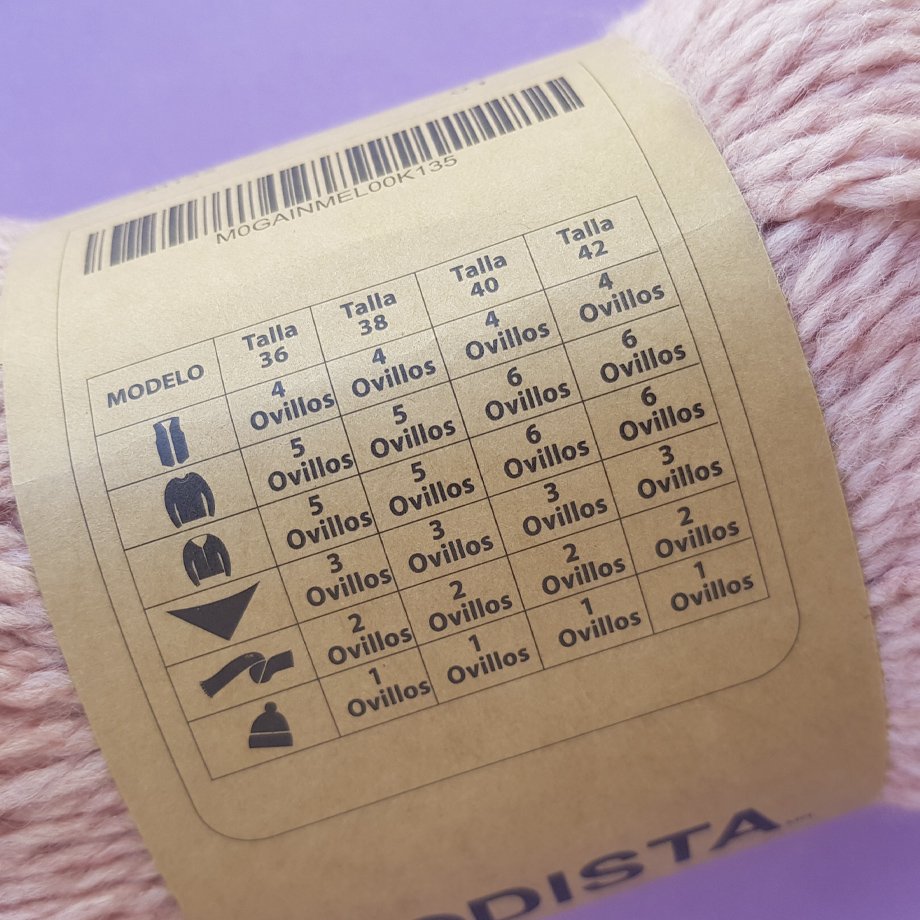 M0GAINMEL00K135
MODELO Talla 36 Talla 38 Talla 40 Talla 42
4 Ovillos 4 Ovillos 4 Ovillos 4 Ovillos
5 Ovillos 5 Ovillos 6 Ovillos 6 Ovillos
5 Ovillos 5 Ovillos 6 Ovillos 6 Ovillos
3 Ovillos 3 Ovillos 3 Ovillos 3 Ovillos
2 Ovillos 2 Ovillos 2 Ovillos 2 Ovillos
1 Ovillos 1 Ovillos 1 Ovillos 1 Ovillos
DISTA